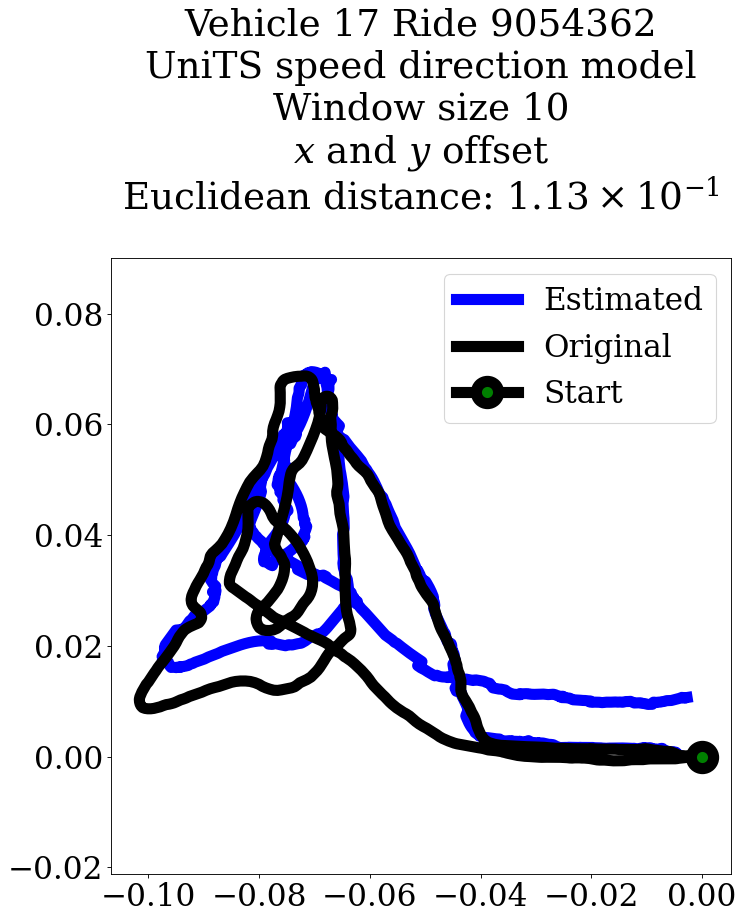 Vehicle 17 Ride 9054362
UniTS speed direction model
Window size 10
x and y offset
Euclidean distance: 1.13 × 10⁻¹
Estimated
Original
Start
0.08
0.06
0.04
0.02
0.00
−0.02
−0.10 −0.08 −0.06 −0.04 −0.02 0.00